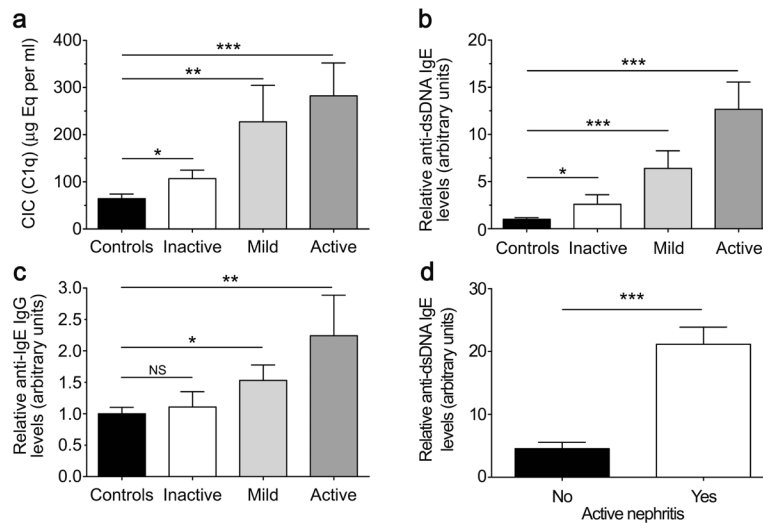 a
CIC (C1q) (µg Eq per ml)
400
300
200
100
0
***
**
*
Controls Inactive Mild Active
b
Relative anti-dsDNA IgE
levels (arbitrary units)
20
15
10
5
0
***
***
*
Controls Inactive Mild Active
c
Relative anti-IgE IgG
levels (arbitrary units)
3.0
2.5
2.0
1.5
1.0
0.5
0.0
**
*
NS
Controls Inactive Mild Active
d
Relative anti-dsDNA IgE
levels (arbitrary units)
30
20
10
0
***
No Yes
Active nephritis